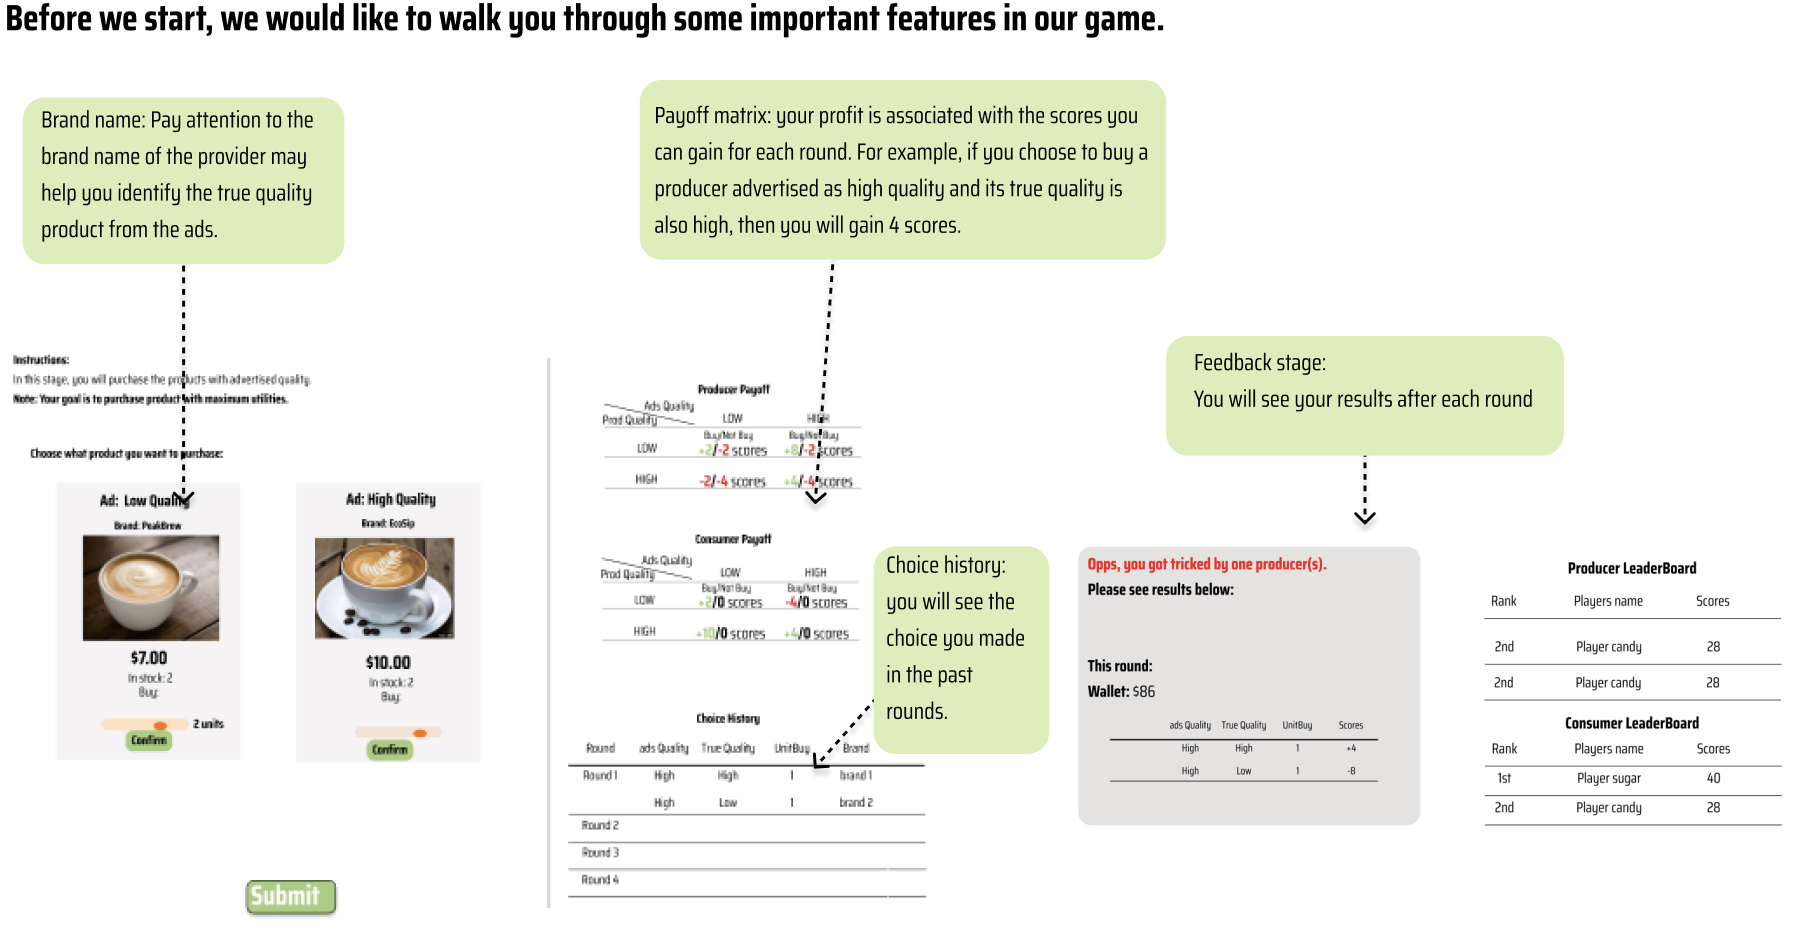 Before we start, we would like to walk you through some important features in our game.
Brand name: Pay attention to the
brand name of the provider may
help you identify the true quality
product from the ads.
Payoff matrix: your profit is associated with the scores you
can gain for each round. For example, if you choose to buy a
producer advertised as high quality and its true quality is
also high, then you will gain 4 scores.
Instructions:
In this stage, you will purchase the products with advertised quality.
Note: Your goal is to purchase product with maximum utilities.
Choose what product you want to purchase:
Ad: Low Quality
Brand: PeakBrew
$7.00
In stock: 2
Buy:
2 units
Confirm
Ad: High Quality
Brand: EcoSip
$10.00
In stock: 2
Buy:
Confirm
Submit
Producer Payoff
Ads Quality
Prod Quality LOW HIGH
Buy/Not Buy Buy/Not Buy
LOW +2/-2 scores +8/-2 scores
HIGH -2/-4 scores +4/-4 scores
Consumer Payoff
Ads Quality
Prod Quality LOW HIGH
Buy/Not Buy Buy/Not Buy
LOW +2/0 scores -4/0 scores
HIGH +10/0 scores +4/0 scores
Choice history:
you will see the
choice you made
in the past
rounds.
Choice History
Round ads Quality True Quality UnitBuy Brand
Round 1 High High 1 brand 1
High Low 1 brand 2
Round 2
Round 3
Round 4
Feedback stage:
You will see your results after each round
Opps, you got tricked by one producer(s).
Please see results below:
This round:
Wallet: $86
ads Quality True Quality UnitBuy Scores
High High 1 +4
High Low 1 -8
Producer LeaderBoard
Rank Players name Scores
2nd Player candy 28
2nd Player candy 28
Consumer LeaderBoard
Rank Players name Scores
1st Player sugar 40
2nd Player candy 28